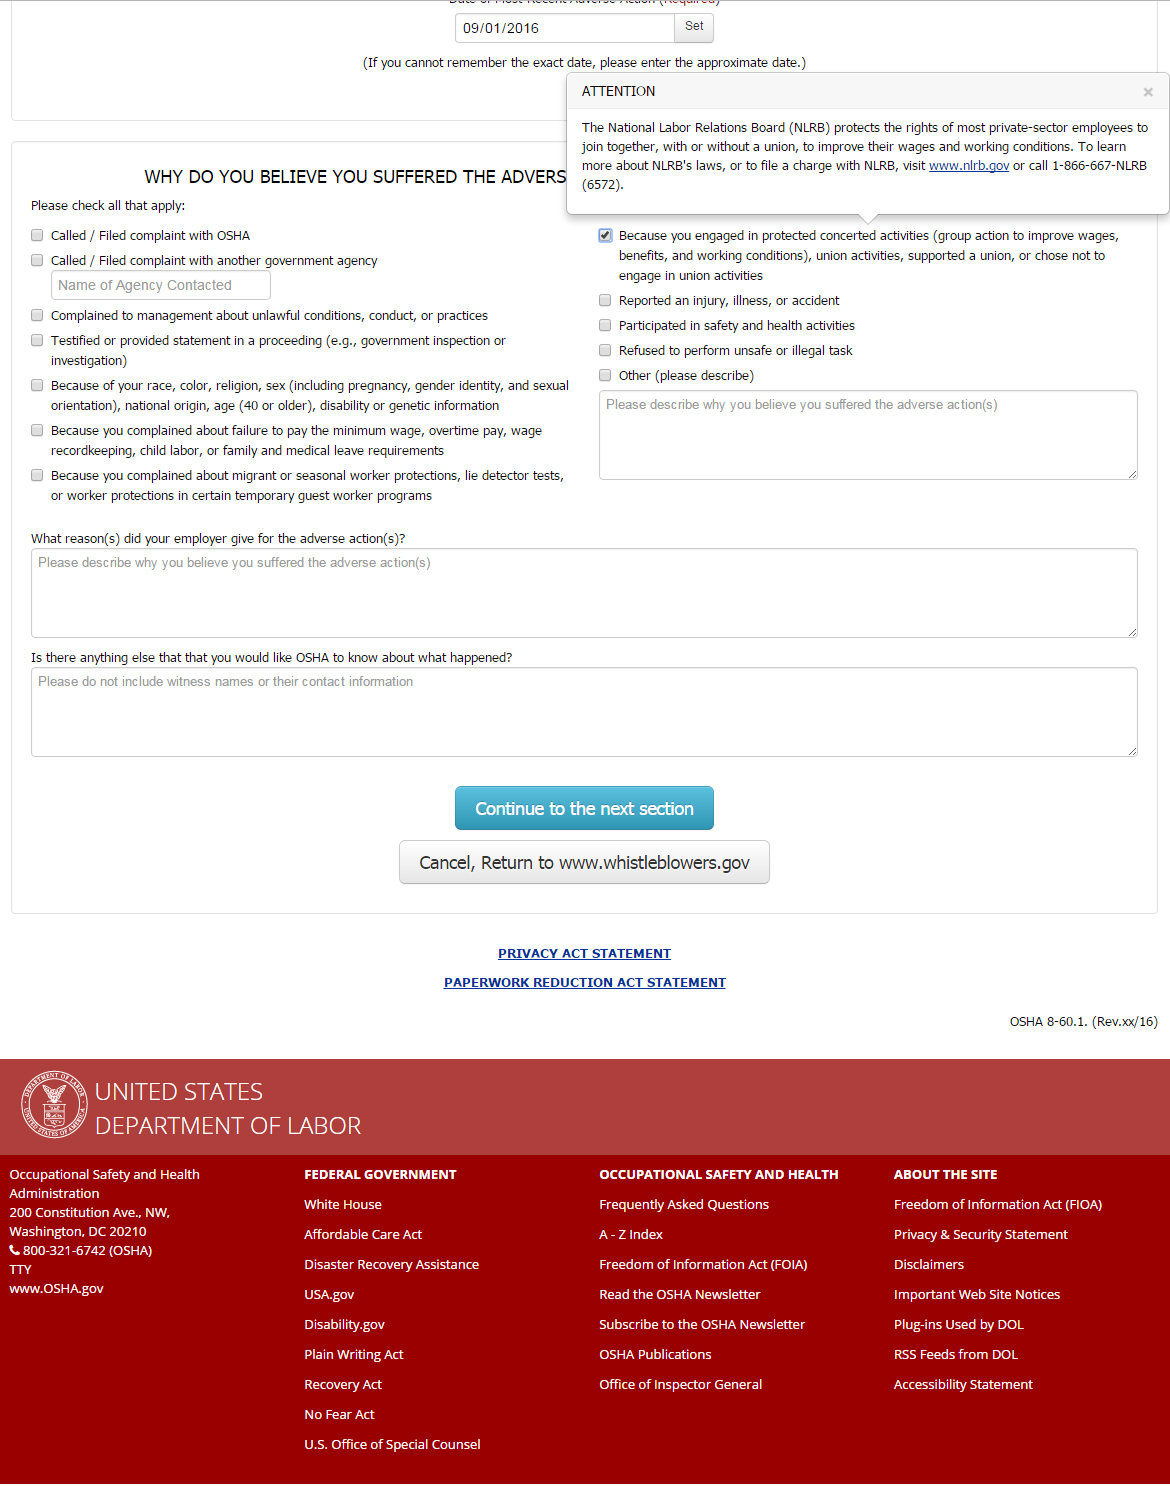 Date of Most Recent Adverse Action (Required)
09/01/2016
Set
(If you cannot remember the exact date, please enter the approximate date.)
ATTENTION
×
The National Labor Relations Board (NLRB) protects the rights of most private-sector employees to
join together, with or without a union, to improve their wages and working conditions. To learn
more about NLRB's laws, or to file a charge with NLRB, visit www.nlrb.gov or call 1-866-667-NLRB
(6572).
WHY DO YOU BELIEVE YOU SUFFERED THE ADVERS
Please check all that apply:
Called / Filed complaint with OSHA
Called / Filed complaint with another government agency
Name of Agency Contacted
Complained to management about unlawful conditions, conduct, or practices
Testified or provided statement in a proceeding (e.g., government inspection or
investigation)
Because of your race, color, religion, sex (including pregnancy, gender identity, and sexual
orientation), national origin, age (40 or older), disability or genetic information
Because you complained about failure to pay the minimum wage, overtime pay, wage
recordkeeping, child labor, or family and medical leave requirements
Because you complained about migrant or seasonal worker protections, lie detector tests,
or worker protections in certain temporary guest worker programs
Because you engaged in protected concerted activities (group action to improve wages,
benefits, and working conditions), union activities, supported a union, or chose not to
engage in union activities
Reported an injury, illness, or accident
Participated in safety and health activities
Refused to perform unsafe or illegal task
Other (please describe)
Please describe why you believe you suffered the adverse action(s)
What reason(s) did your employer give for the adverse action(s)?
Please describe why you believe you suffered the adverse action(s)
Is there anything else that that you would like OSHA to know about what happened?
Please do not include witness names or their contact information
Continue to the next section
Cancel, Return to www.whistleblowers.gov
PRIVACY ACT STATEMENT
PAPERWORK REDUCTION ACT STATEMENT
OSHA 8-60.1. (Rev.xx/16)
DEPARTMENT OF LABOR
UNITED STATES OF AMERICA
UNITED STATES
DEPARTMENT OF LABOR
Occupational Safety and Health
Administration
200 Constitution Ave., NW,
Washington, DC 20210
800-321-6742 (OSHA)
TTY
www.OSHA.gov
FEDERAL GOVERNMENT
White House
Affordable Care Act
Disaster Recovery Assistance
USA.gov
Disability.gov
Plain Writing Act
Recovery Act
No Fear Act
U.S. Office of Special Counsel
OCCUPATIONAL SAFETY AND HEALTH
Frequently Asked Questions
A - Z Index
Freedom of Information Act (FOIA)
Read the OSHA Newsletter
Subscribe to the OSHA Newsletter
OSHA Publications
Office of Inspector General
ABOUT THE SITE
Freedom of Information Act (FIOA)
Privacy & Security Statement
Disclaimers
Important Web Site Notices
Plug-ins Used by DOL
RSS Feeds from DOL
Accessibility Statement